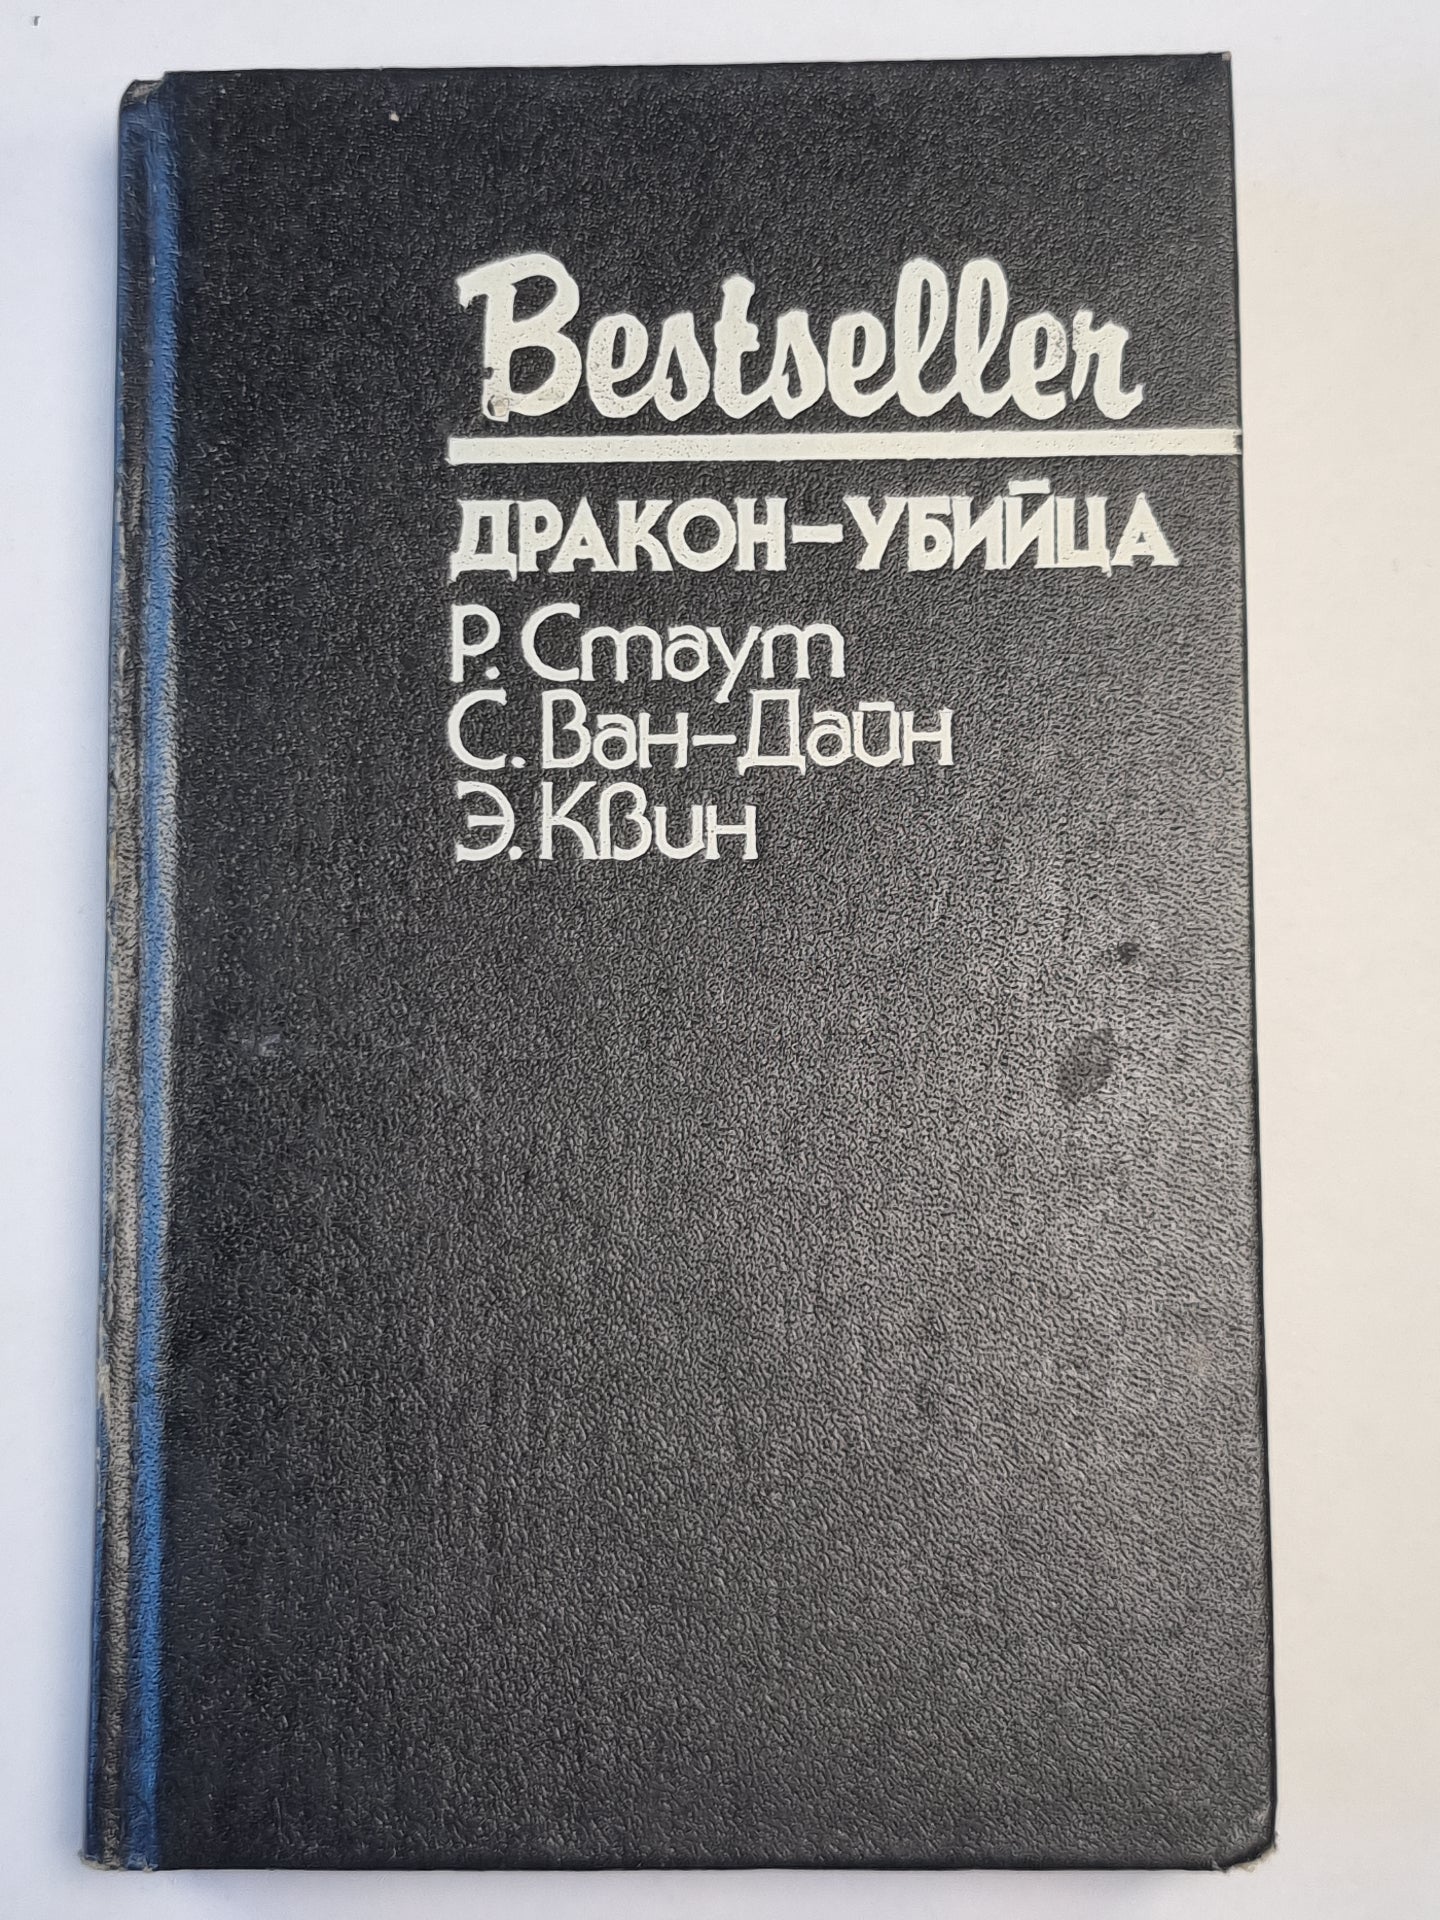 Bestseller
ДРАКОН-УБИЙЦА
Р. Стаут
С. Ван-Дайн
Э. Квин